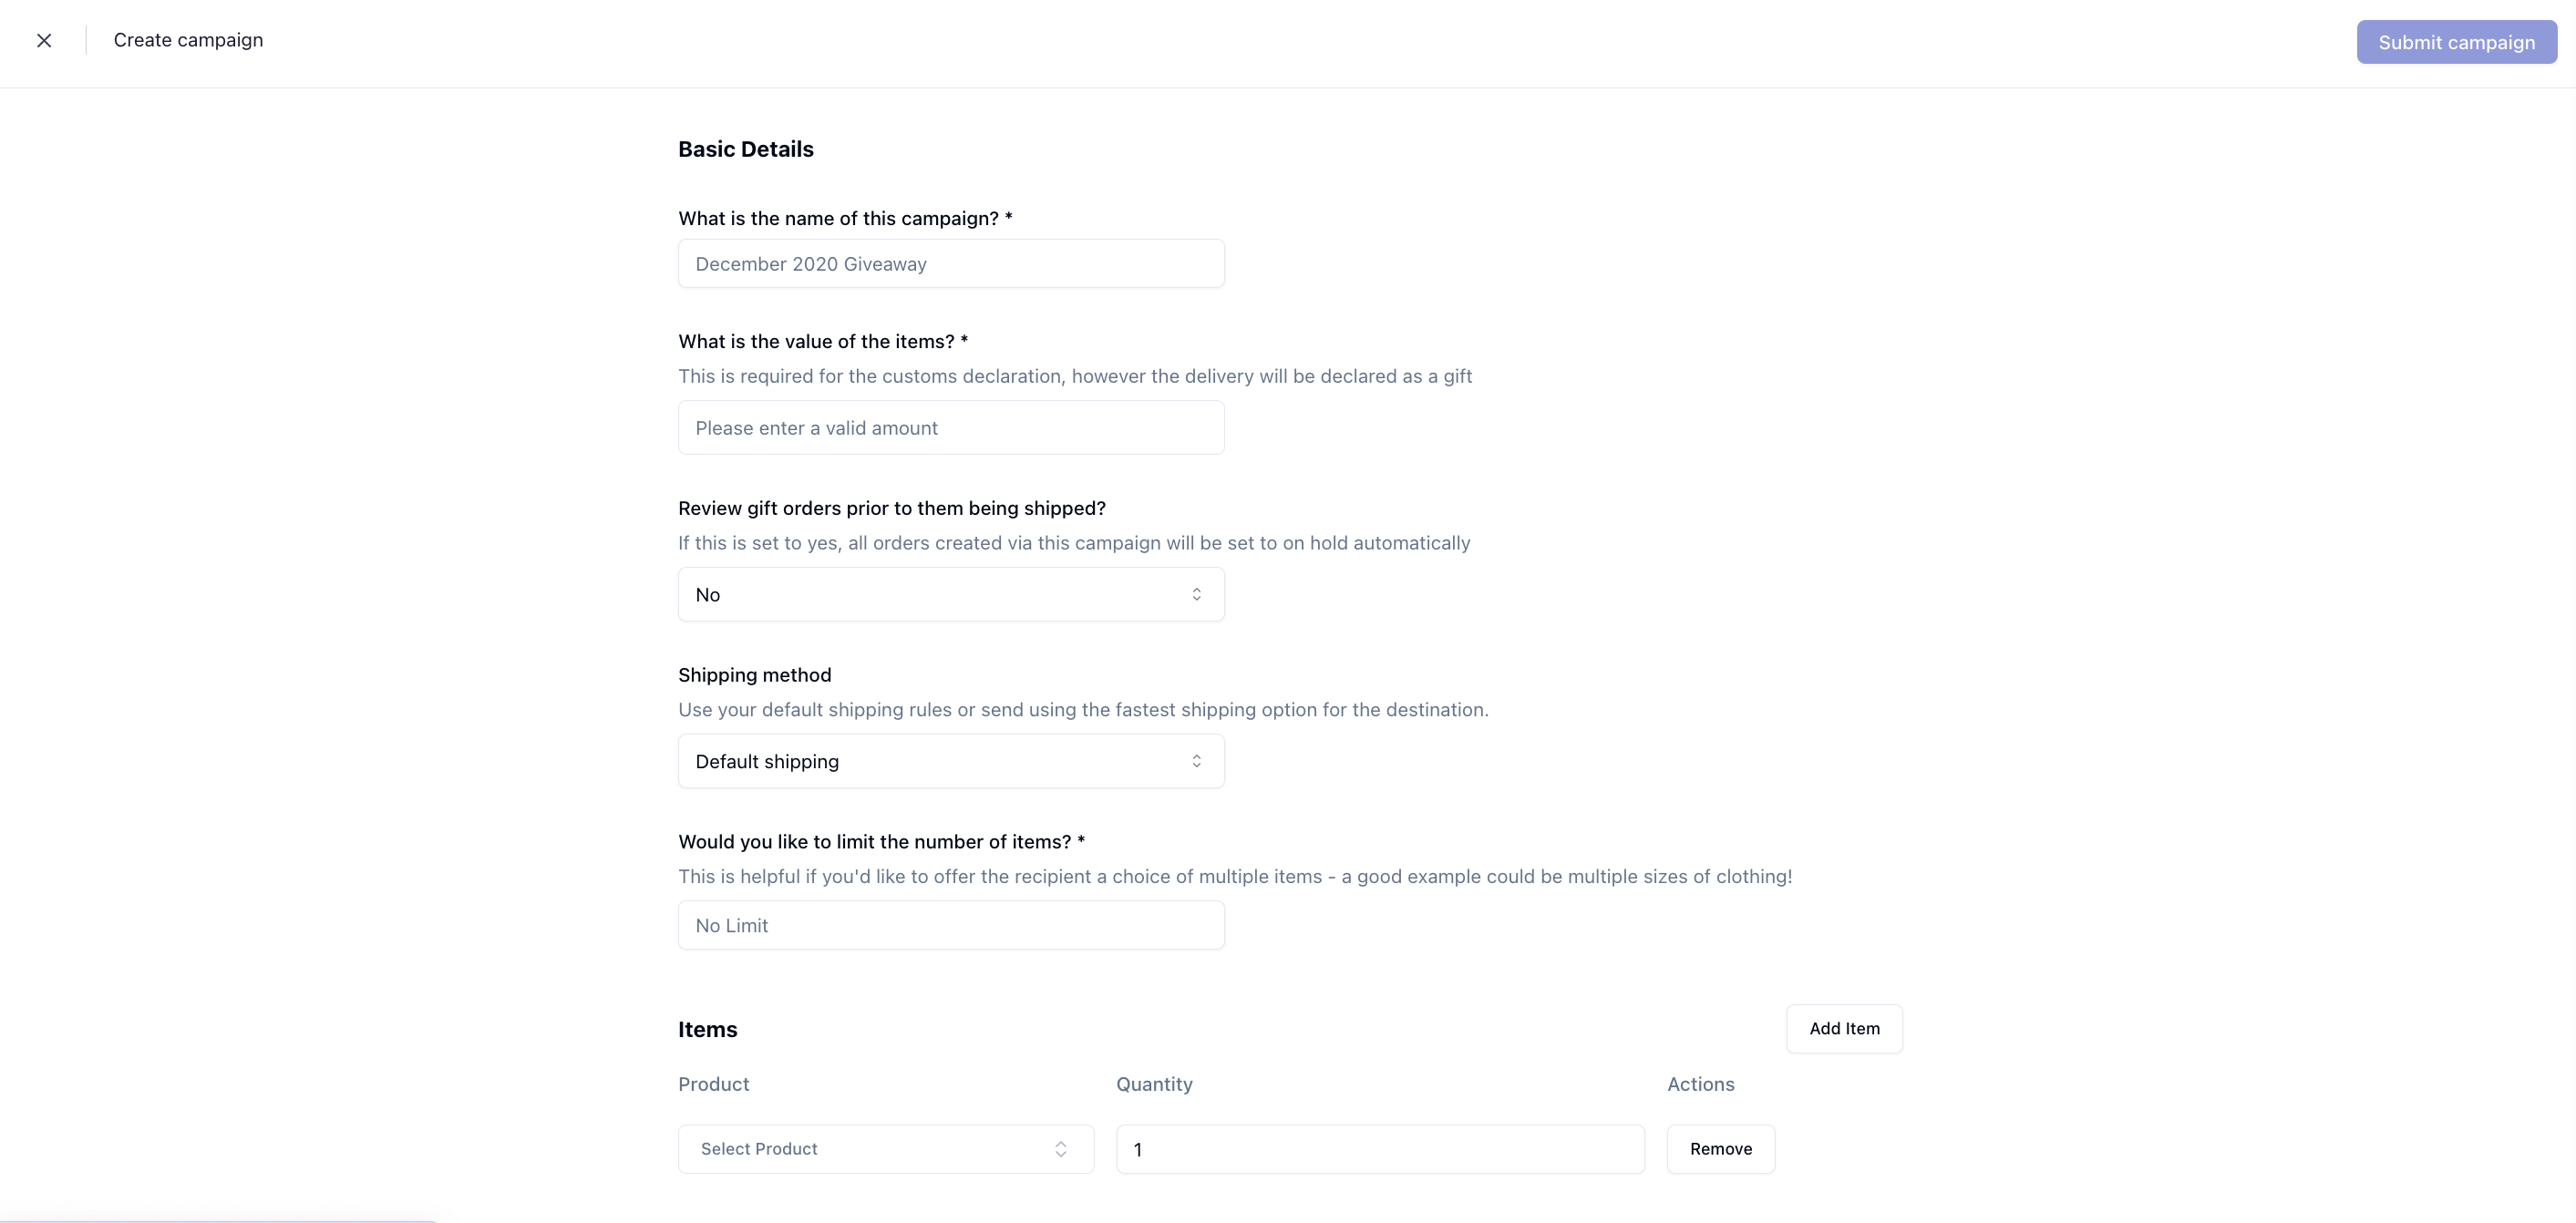 Create campaign
Submit campaign
Basic Details
What is the name of this campaign? *
December 2020 Giveaway
What is the value of the items? *
This is required for the customs declaration, however the delivery will be declared as a gift
Please enter a valid amount
Review gift orders prior to them being shipped?
If this is set to yes, all orders created via this campaign will be set to on hold automatically
No
Shipping method
Use your default shipping rules or send using the fastest shipping option for the destination.
Default shipping
Would you like to limit the number of items? *
This is helpful if you'd like to offer the recipient a choice of multiple items - a good example could be multiple sizes of clothing!
No Limit
Items
Add Item
Product Quantity Actions
Select Product 1 Remove